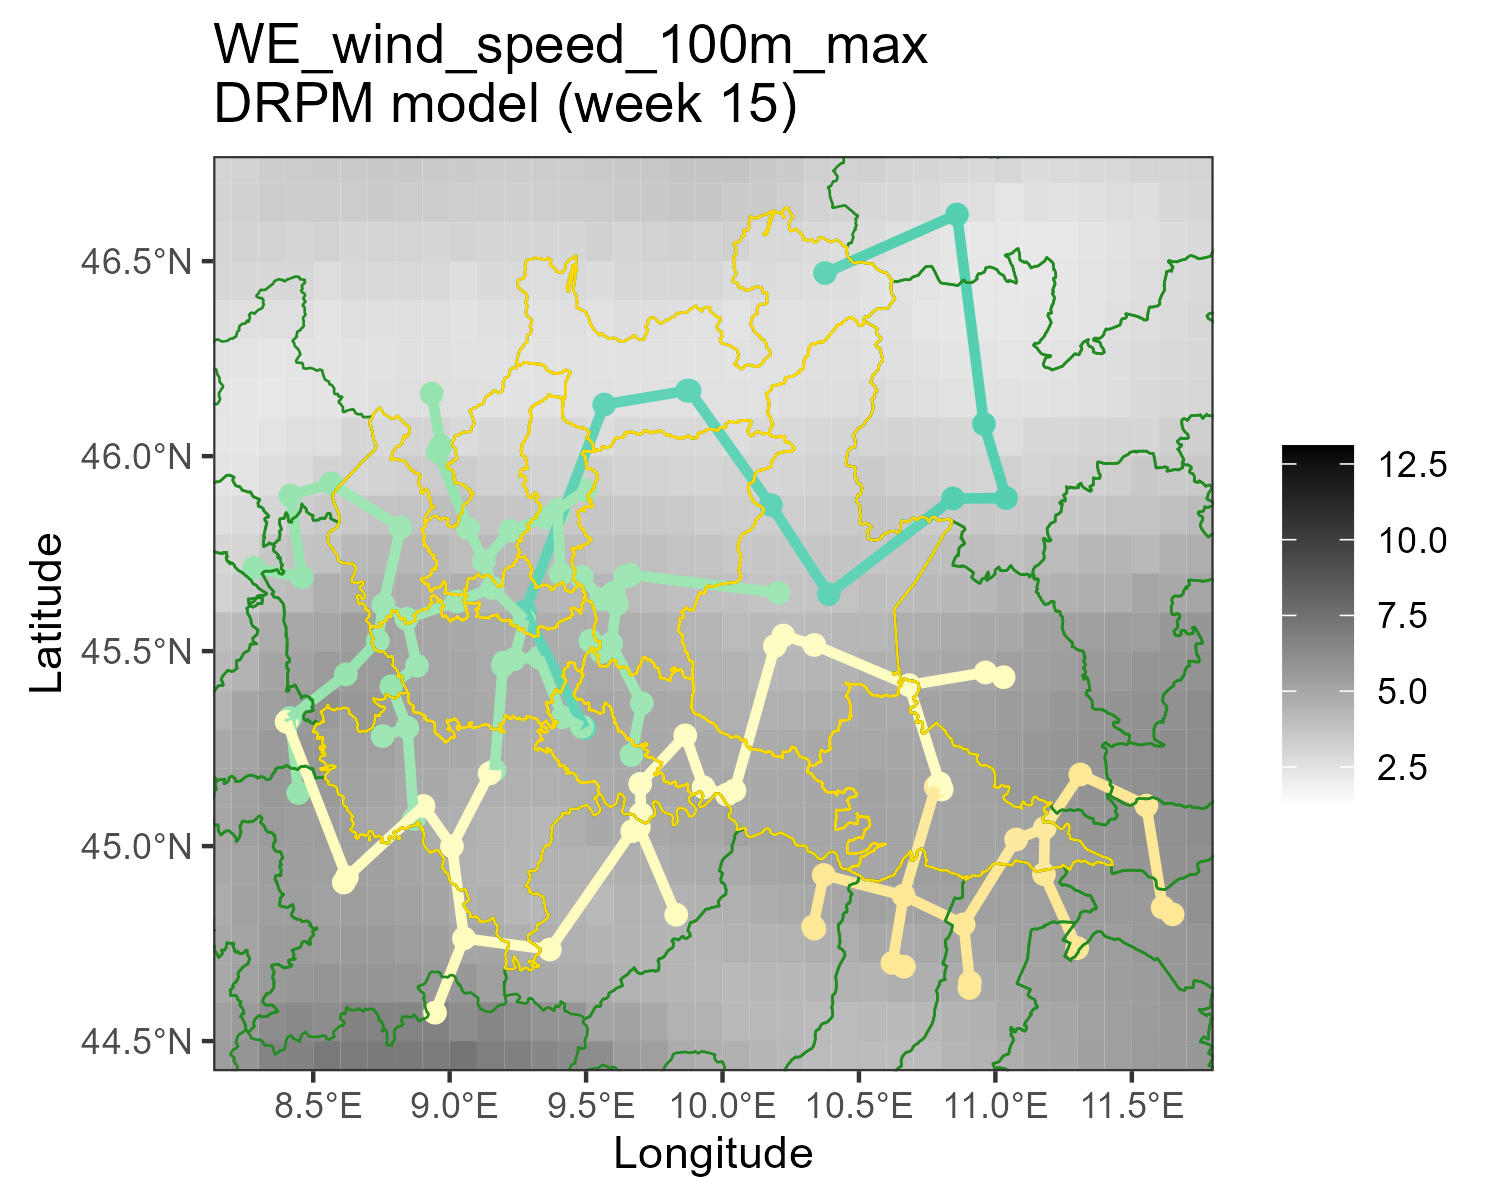 WE_wind_speed_100m_max
DRPM model (week 15)
Latitude
46.5°N
46.0°N
45.5°N
45.0°N
44.5°N
8.5°E
9.0°E
9.5°E
10.0°E
10.5°E
11.0°E
11.5°E
Longitude
12.5
10.0
7.5
5.0
2.5